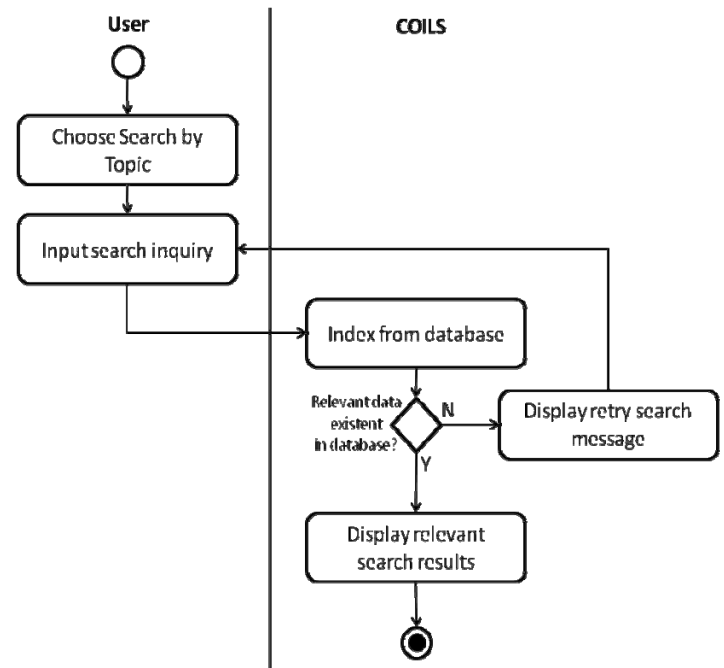 User
COILS
Choose Search by
Topic
Input search inquiry
Index from database
Relevant data
existent
in database?
N
Display retry search
message
Y
Display relevant
search results